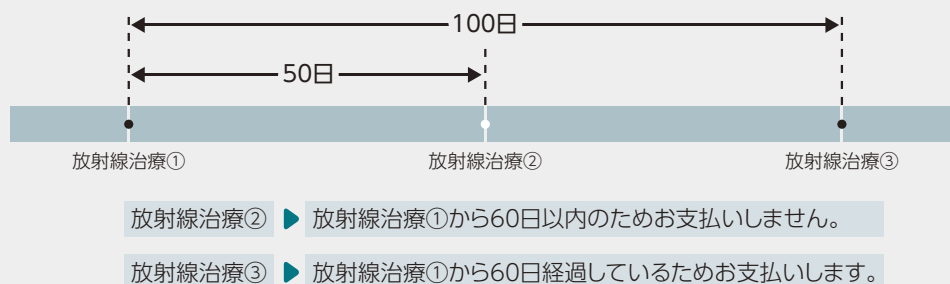 100日
50日
放射線治療①
放射線治療②
放射線治療③
放射線治療② ▶ 放射線治療①から60日以内のためお支払いしません。
放射線治療③ ▶ 放射線治療①から60日経過しているためお支払いします。